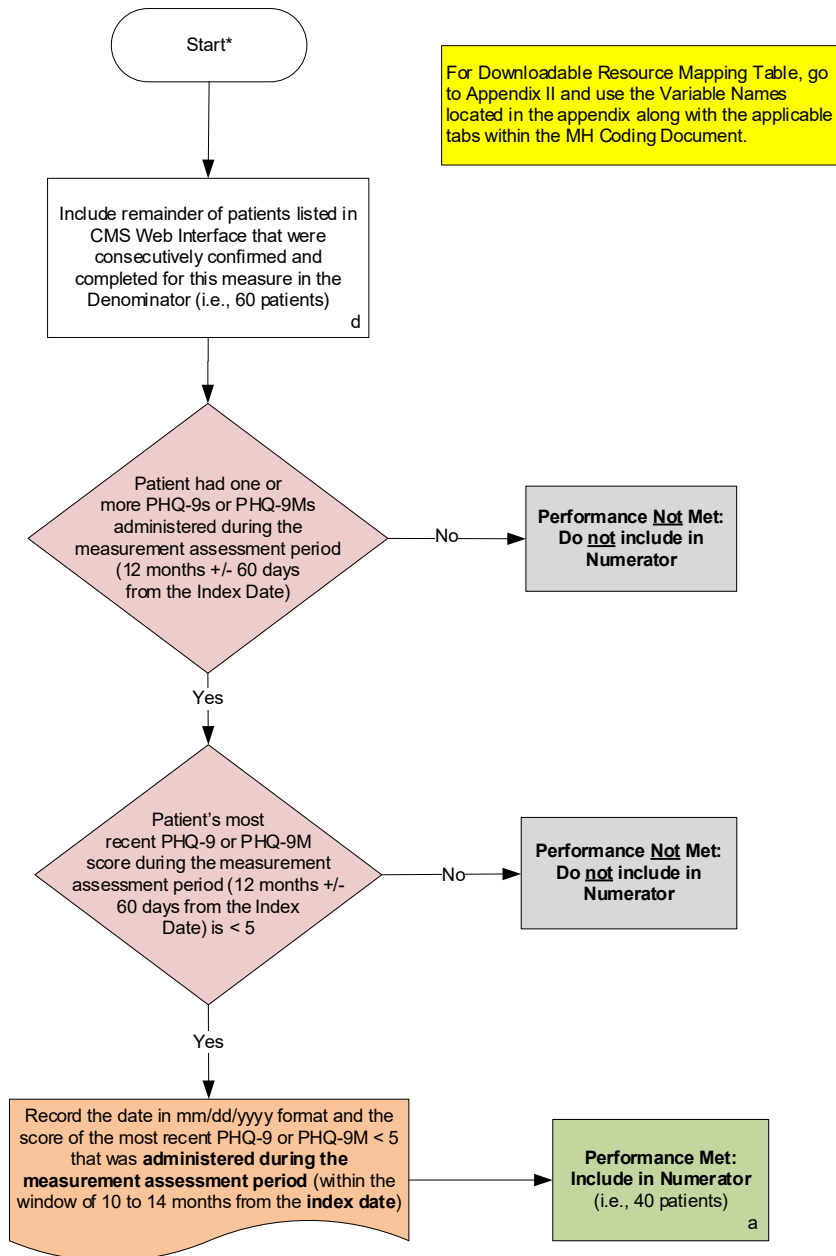 Start*
For Downloadable Resource Mapping Table, go
to Appendix II and use the Variable Names
located in the appendix along with the applicable
tabs within the MH Coding Document.
Include remainder of patients listed in
CMS Web Interface that were
consecutively confirmed and
completed for this measure in the
Denominator (i.e., 60 patients)
d
Patient had one or
more PHQ-9s or PHQ-9Ms
administered during the
measurement assessment period
(12 months +/- 60 days
from the Index Date)
No
Performance Not Met:
Do not include in
Numerator
Yes
Patient's most
recent PHQ-9 or PHQ-9M
score during the measurement
assessment period (12 months +/-
60 days from the Index
Date) is < 5
No
Performance Not Met:
Do not include in
Numerator
Yes
Record the date in mm/dd/yyyy format and the
score of the most recent PHQ-9 or PHQ-9M < 5
that was administered during the
measurement assessment period (within the
window of 10 to 14 months from the index date)
Performance Met:
Include in Numerator
(i.e., 40 patients)
a